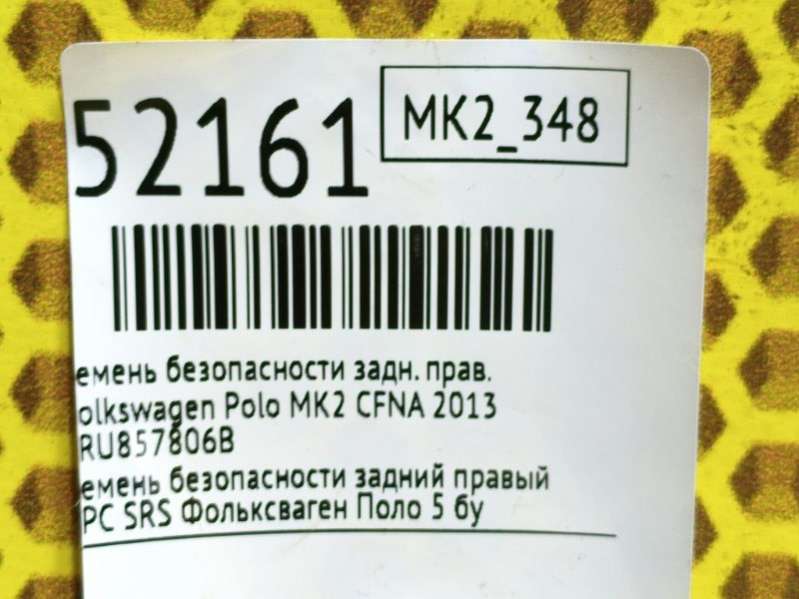 52161
MK2_348
емень безопасности задн. прав.
olkswagen Polo MK2 CFNA 2013
RU857806B
емень безопасности задний правый
РС SRS Фольксваген Поло 5 бу